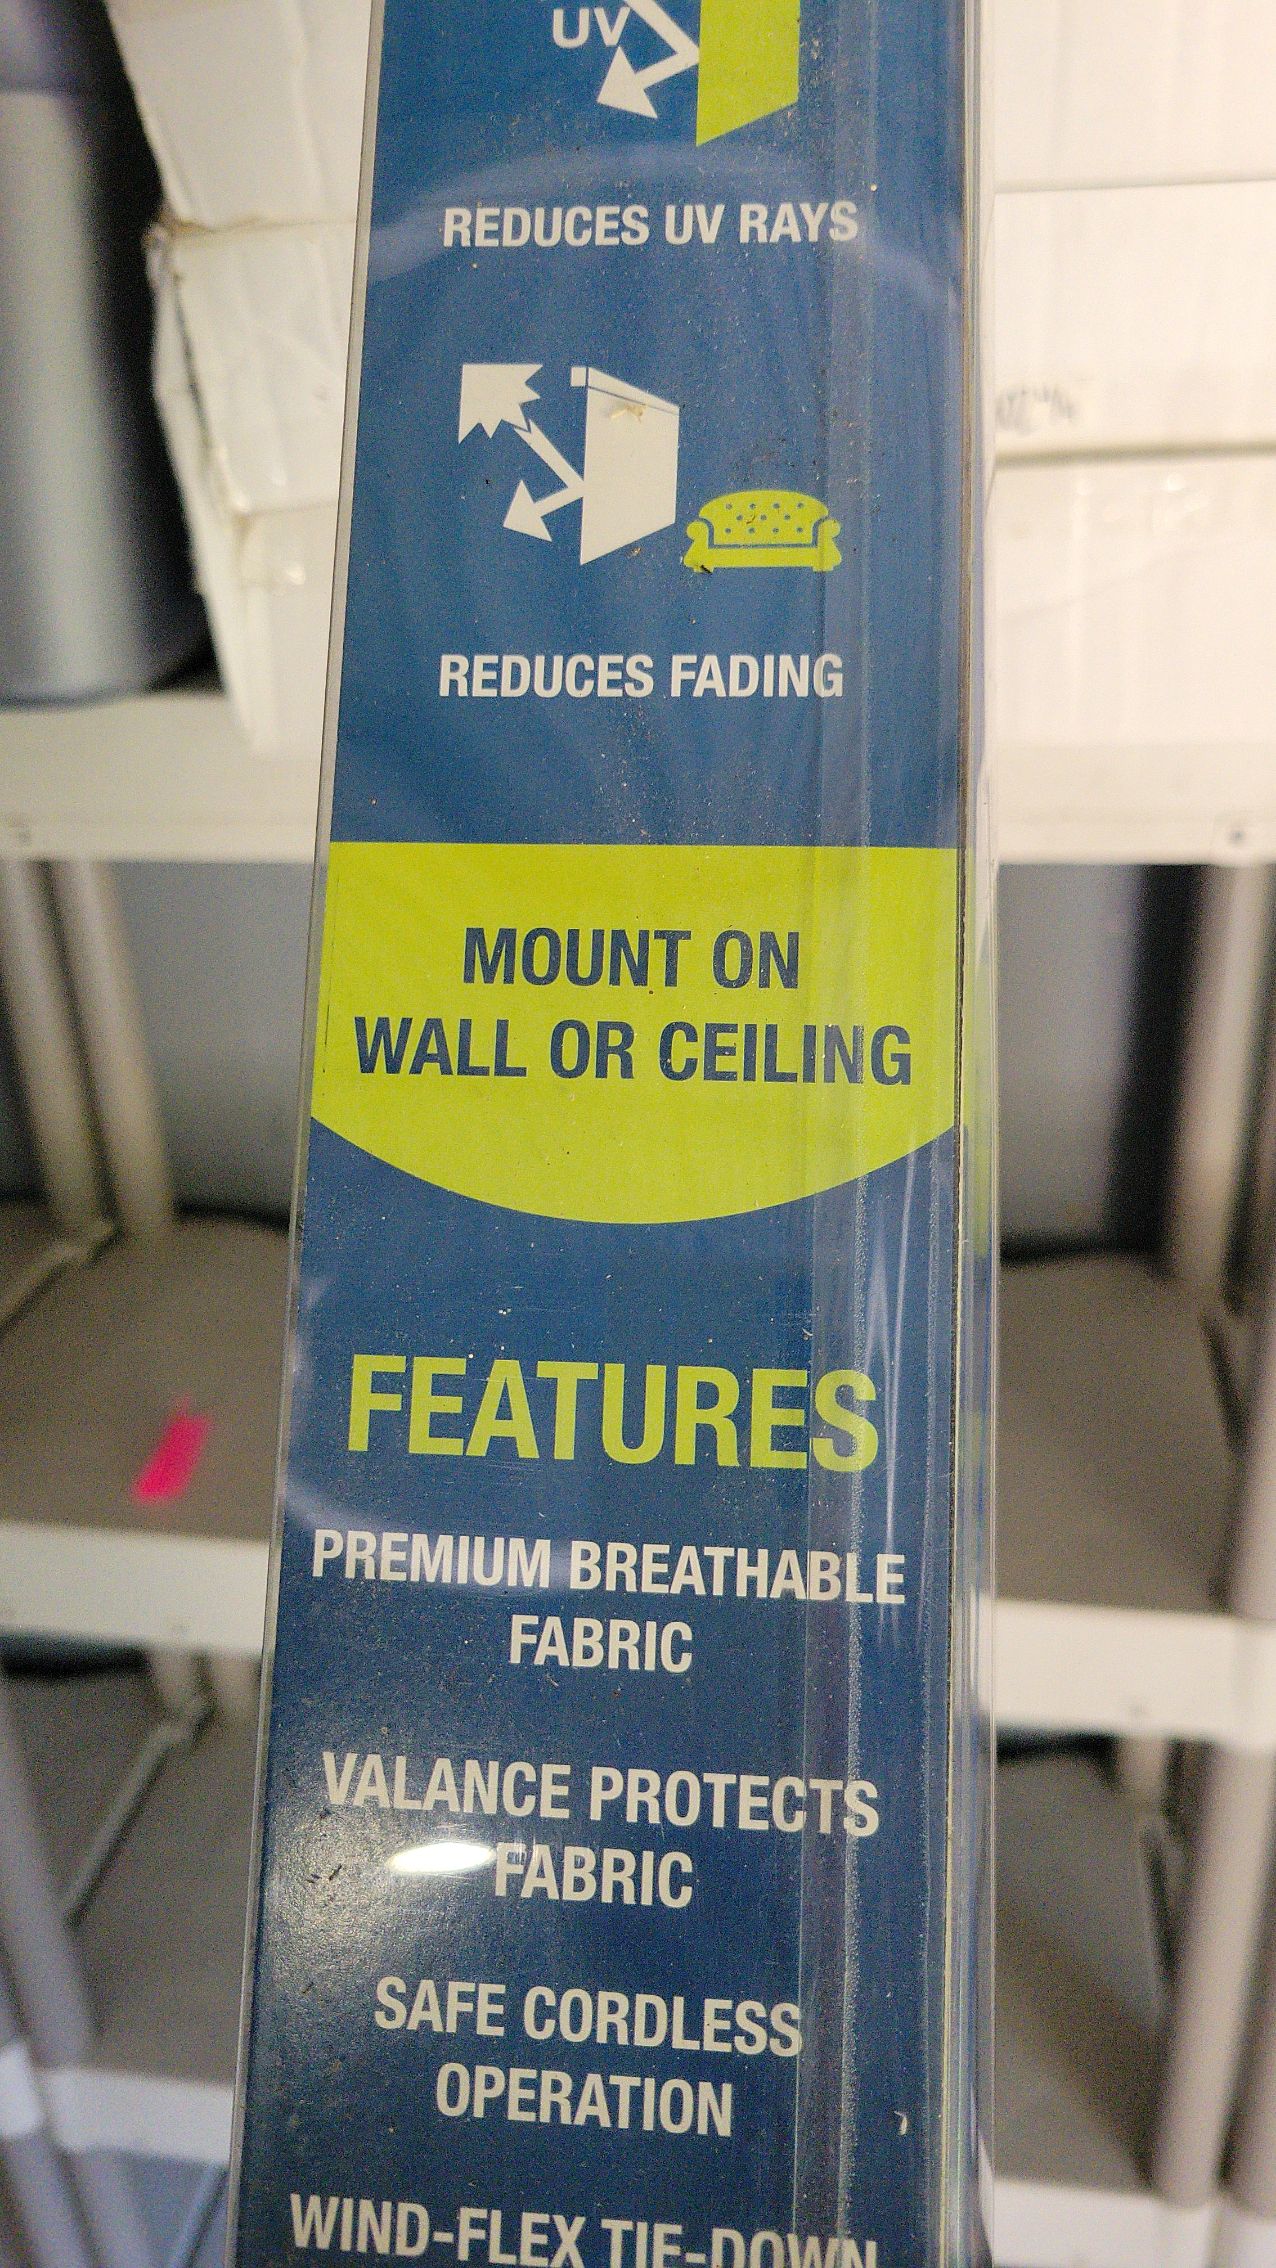 UV
REDUCES UV RAYS
REDUCES FADING
MOUNT ON
WALL OR CEILING
FEATURES
PREMIUM BREATHABLE
FABRIC
VALANCE PROTECTS
FABRIC
SAFE CORDLESS
OPERATION
WIND-FLEX TIE-DOWN